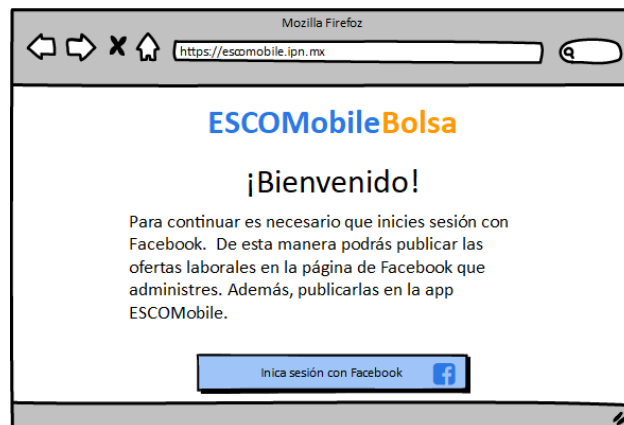 Mozilla Firefoz
https://escomobile.ipn.mx
ESCOMobileBolsa
¡Bienvenido!
Para continuar es necesario que inicies sesión con
Facebook. De esta manera podrás publicar las
ofertas laborales en la página de Facebook que
administres. Además, publicarlas en la app
ESCOMobile.
Inica sesión con Facebook